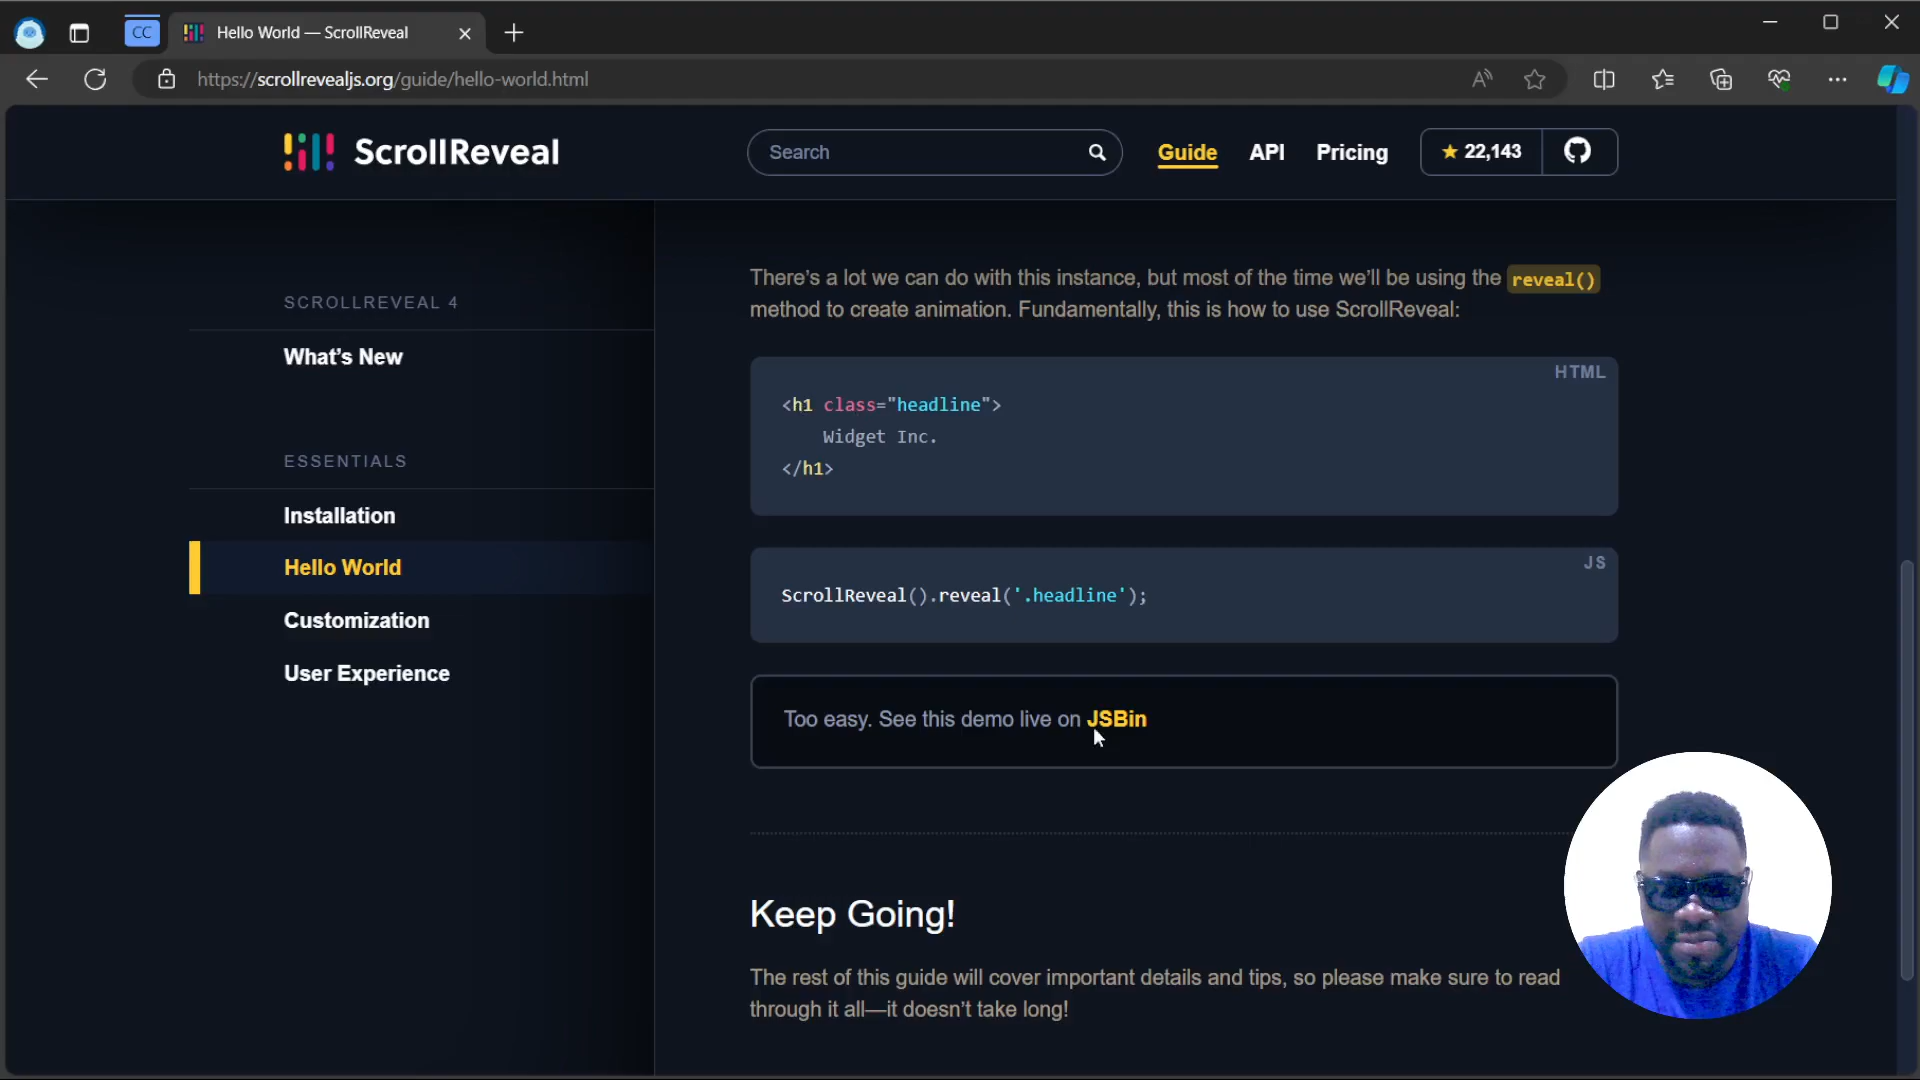 CC
Hello World — ScrollReveal
https://scrollrevealjs.org/guide/hello-world.html
ScrollReveal
Search
Guide
API
Pricing
★ 22,143
SCROLLREVEAL 4
What’s New
ESSENTIALS
Installation
Hello World
Customization
User Experience
There’s a lot we can do with this instance, but most of the time we’ll be using the reveal()
method to create animation. Fundamentally, this is how to use ScrollReveal:
HTML
<h1 class="headline">
Widget Inc.
</h1>
JS
ScrollReveal().reveal('.headline');
Too easy. See this demo live on JSBin
Keep Going!
The rest of this guide will cover important details and tips, so please make sure to read
through it all—it doesn’t take long!